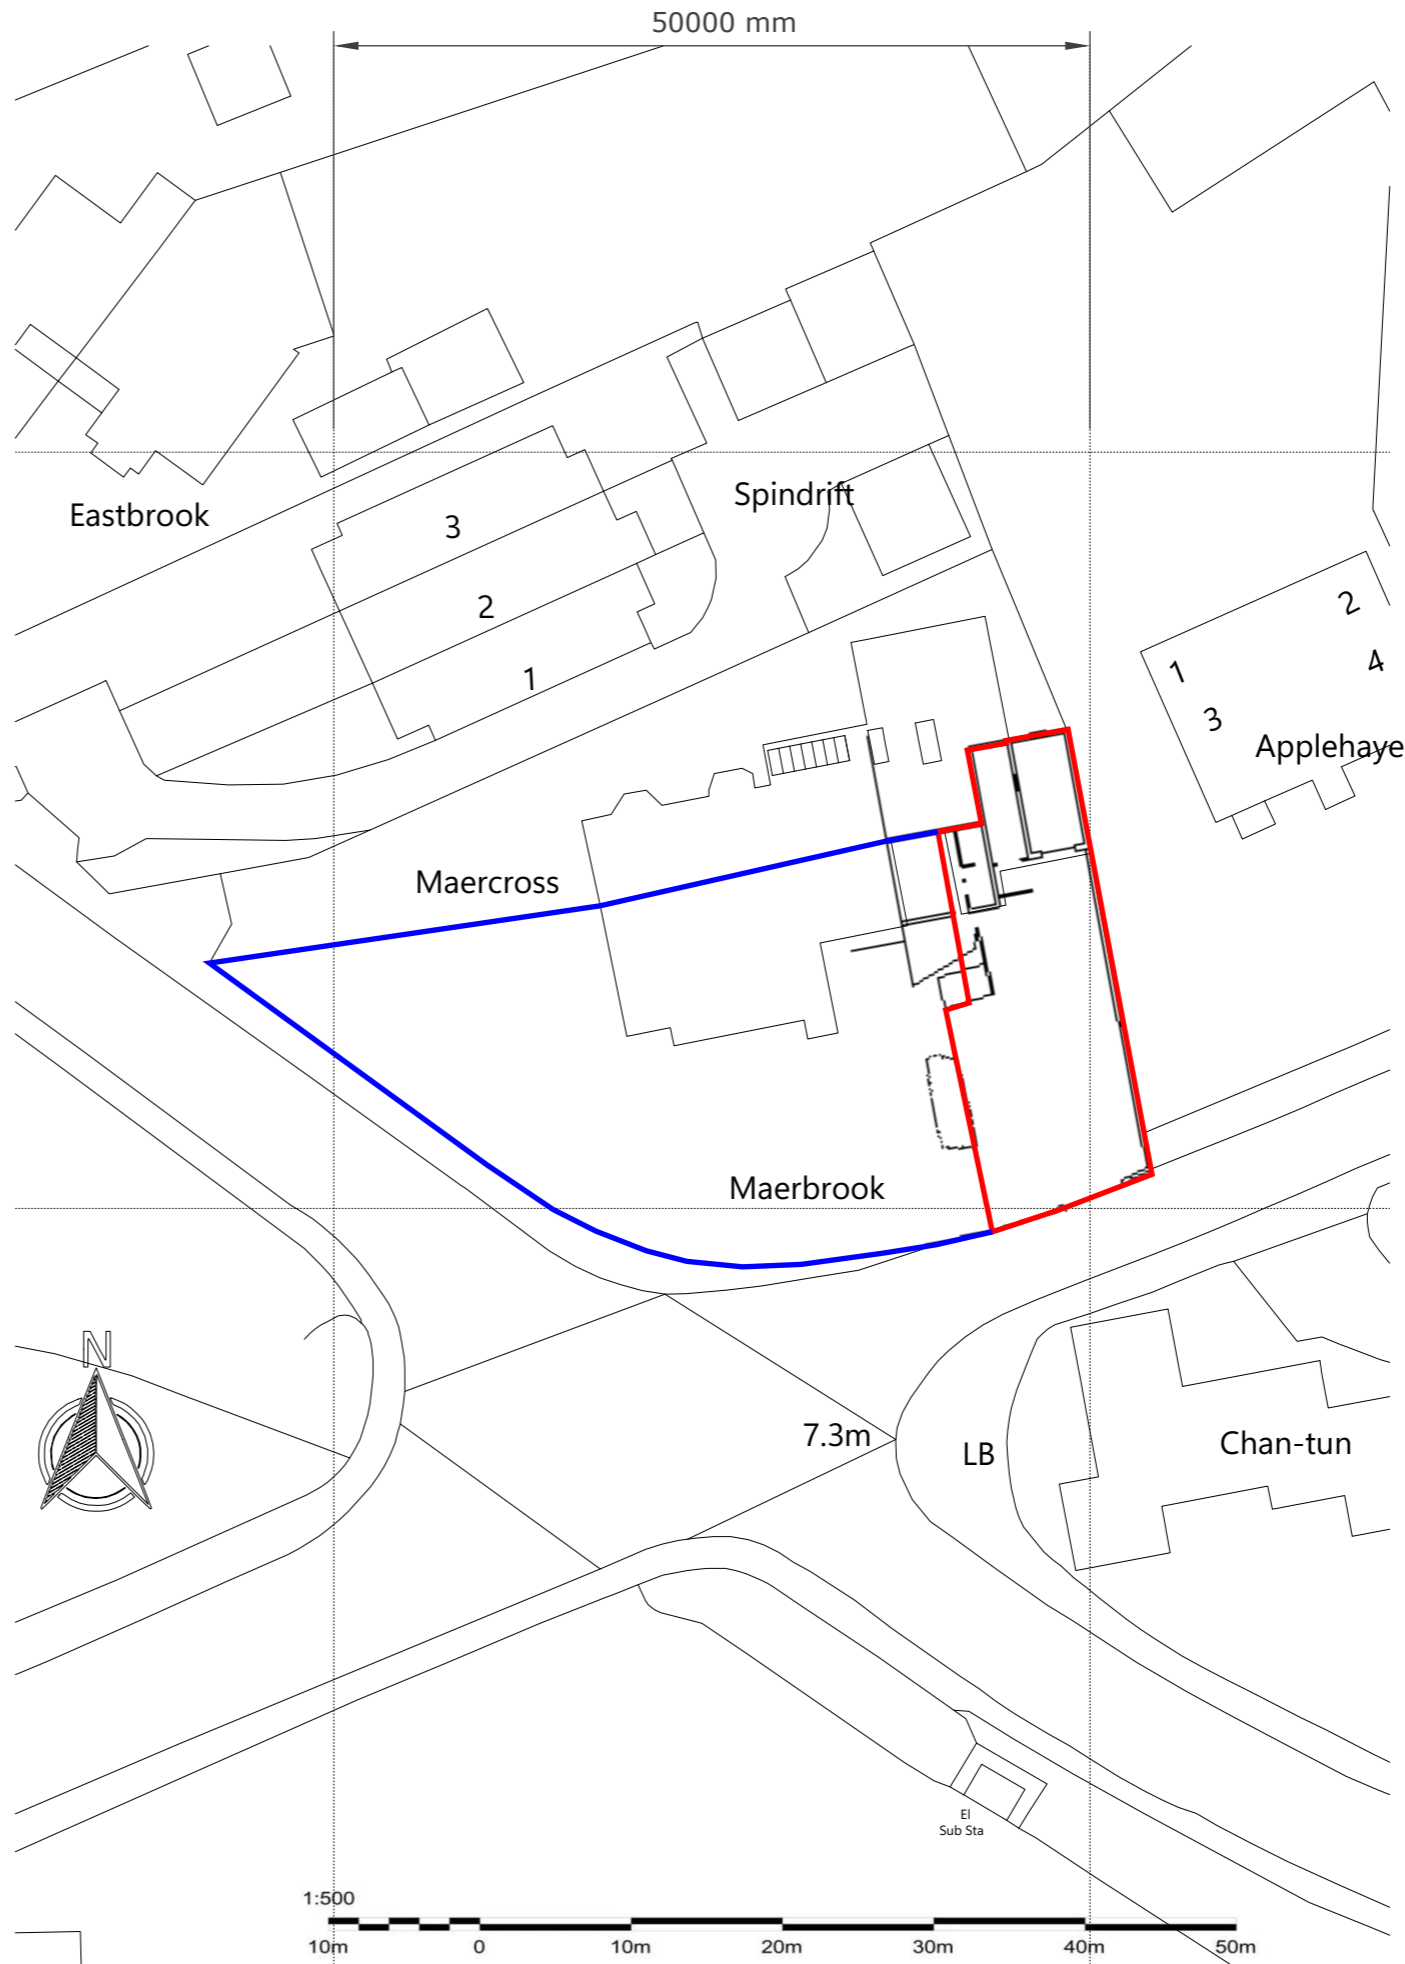 50000 mm
Eastbrook
Spindrift
3
2
1
2
1
4
3
Applehaye
Maercross
Maerbrook
N
7.3m
LB
Chan-tun
El
Sub Sta
1:500
10m 0 10m 20m 30m 40m 50m